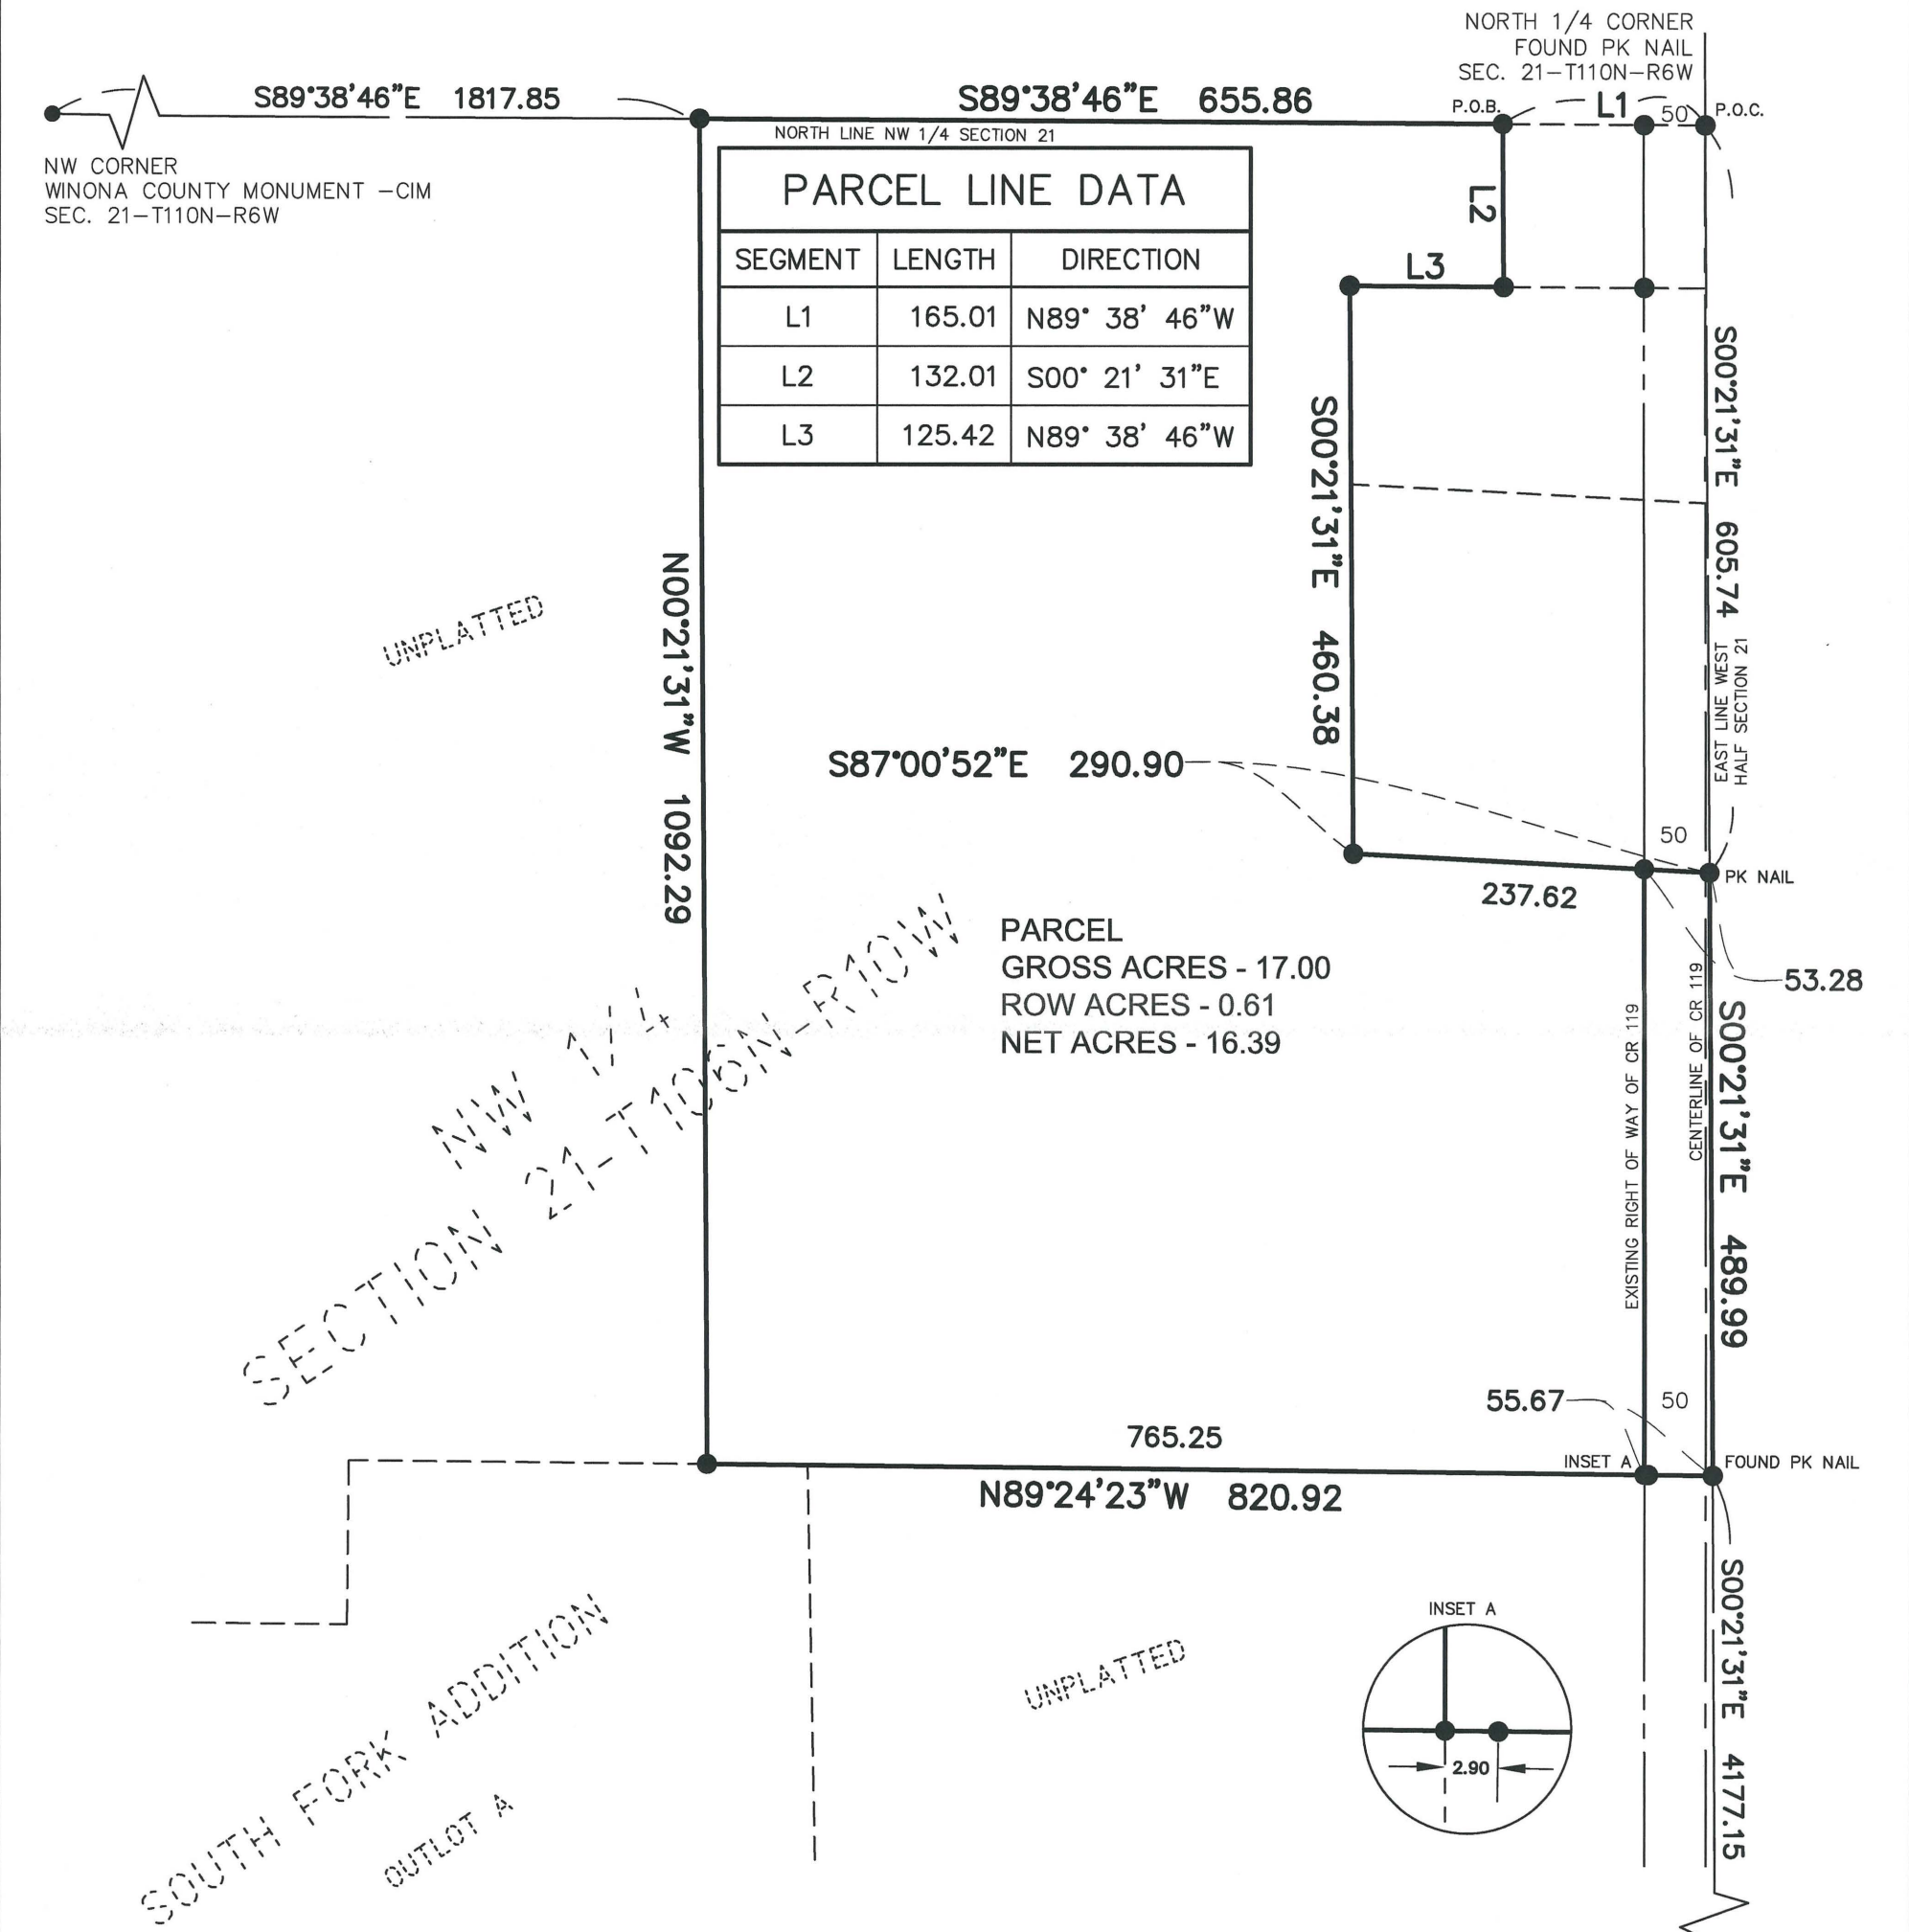 NORTH 1/4 CORNER
FOUND PK NAIL
SEC. 21-T110N-R6W
S89°38'46"E 1817.85
S89°38'46"E 655.86
P.O.B.
L1
50
P.O.C.
NORTH LINE NW 1/4 SECTION 21
NW CORNER
WINONA COUNTY MONUMENT -CIM
SEC. 21-T110N-R6W
PARCEL LINE DATA
SEGMENT LENGTH DIRECTION
L1 165.01 N89° 38' 46"W
L2 132.01 S00° 21' 31"E
L3 125.42 N89° 38' 46"W
L2
L3
S00°21'31"E 605.74
EAST LINE WEST
HALF SECTION 21
S00°21'31"E 460.38
N00°21'31"W 1092.29
UNPLATTED
S87°00'52"E 290.90
50
PK NAIL
237.62
53.28
PARCEL
GROSS ACRES - 17.00
ROW ACRES - 0.61
NET ACRES - 16.39
NW 1/4
SECTION 21-T106N-R10W
EXISTING RIGHT OF WAY OF CR 119
CENTERLINE OF CR 119
S00°21'31"E 489.99
55.67
50
765.25
INSET A
FOUND PK NAIL
N89°24'23"W 820.92
S00°21'31"E 4177.15
INSET A
2.90
UNPLATTED
SOUTH FORK ADDITION
OUTLOT A